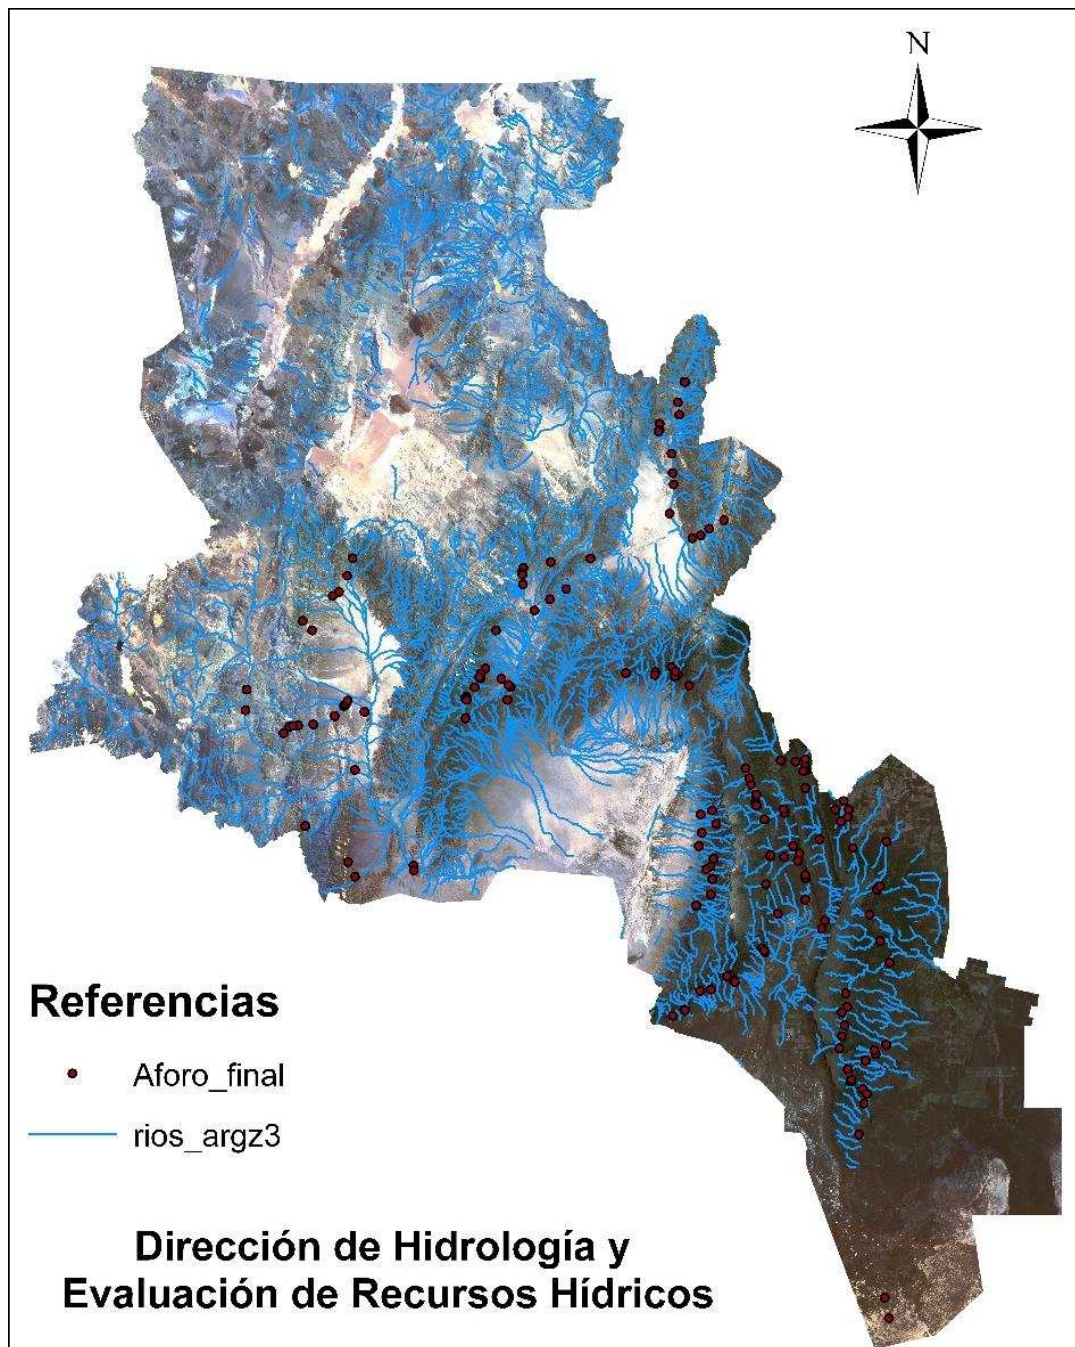 N
Referencias
Aforo_final
rios_argz3
Dirección de Hidrología y
Evaluación de Recursos Hídricos